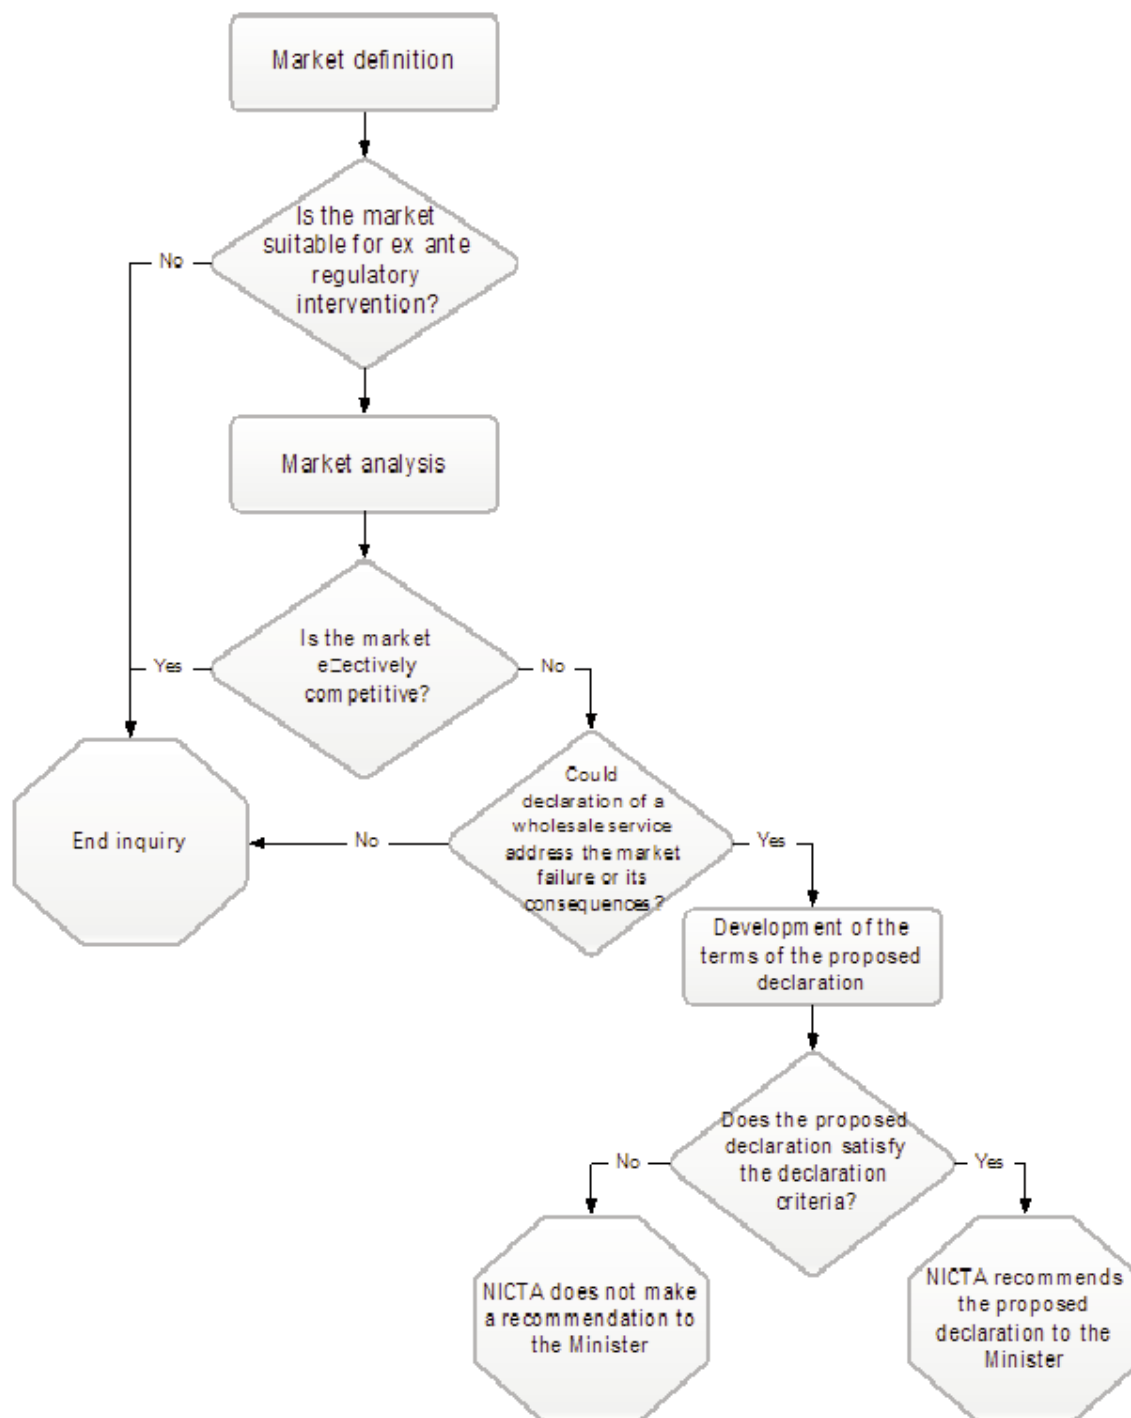 Market definition
Is the market
suitable for ex ante
regulatory
intervention?
No
Market analysis
Is the market
e□ectively
competitive?
Yes
No
Could
declaration of a
wholesale service
address the market
failure or its
consequences?
End inquiry
No
Yes
Development of the
terms of the proposed
declaration
Does the proposed
declaration satisfy
the declaration
criteria?
No
Yes
NICTA does not make
a recommendation to
the Minister
NICTA recommends
the proposed
declaration to the
Minister